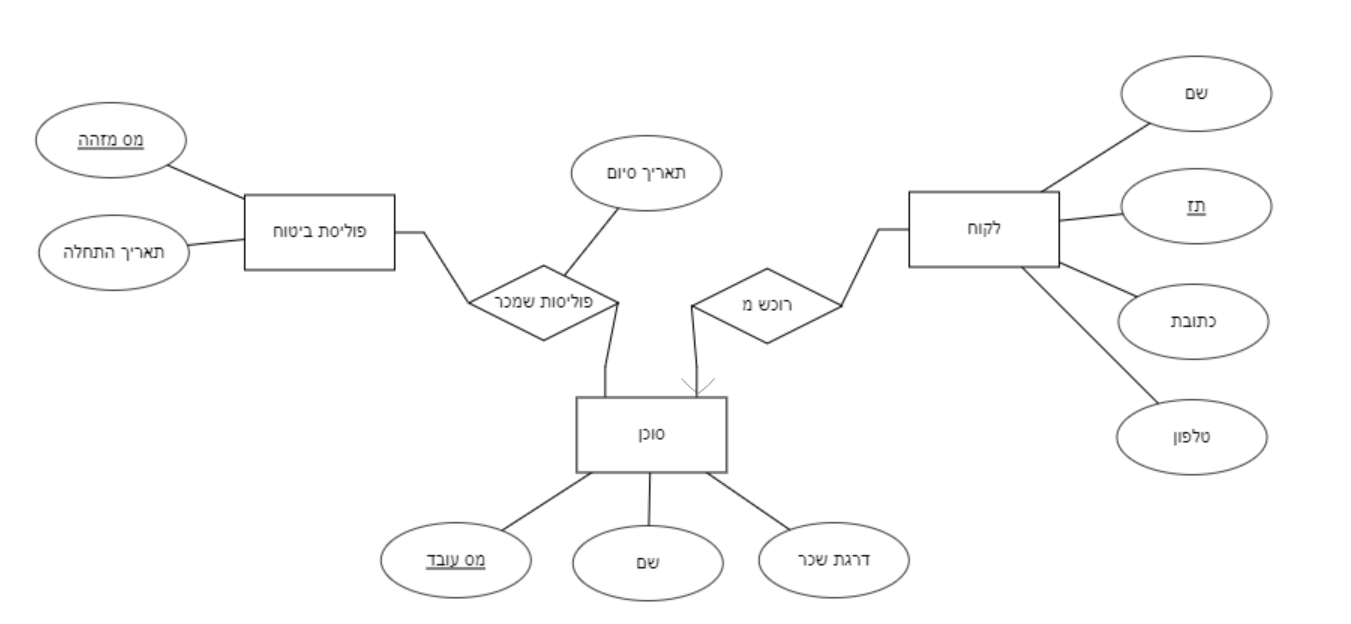 שם
מס מזהה
תאריך סיום
תז
פוליסת ביטוח
לקוח
תאריך התחלה
פוליסות שמכר
רוכש מ
כתובת
סוכן
טלפון
דרגת שכר
שם
מס עובד